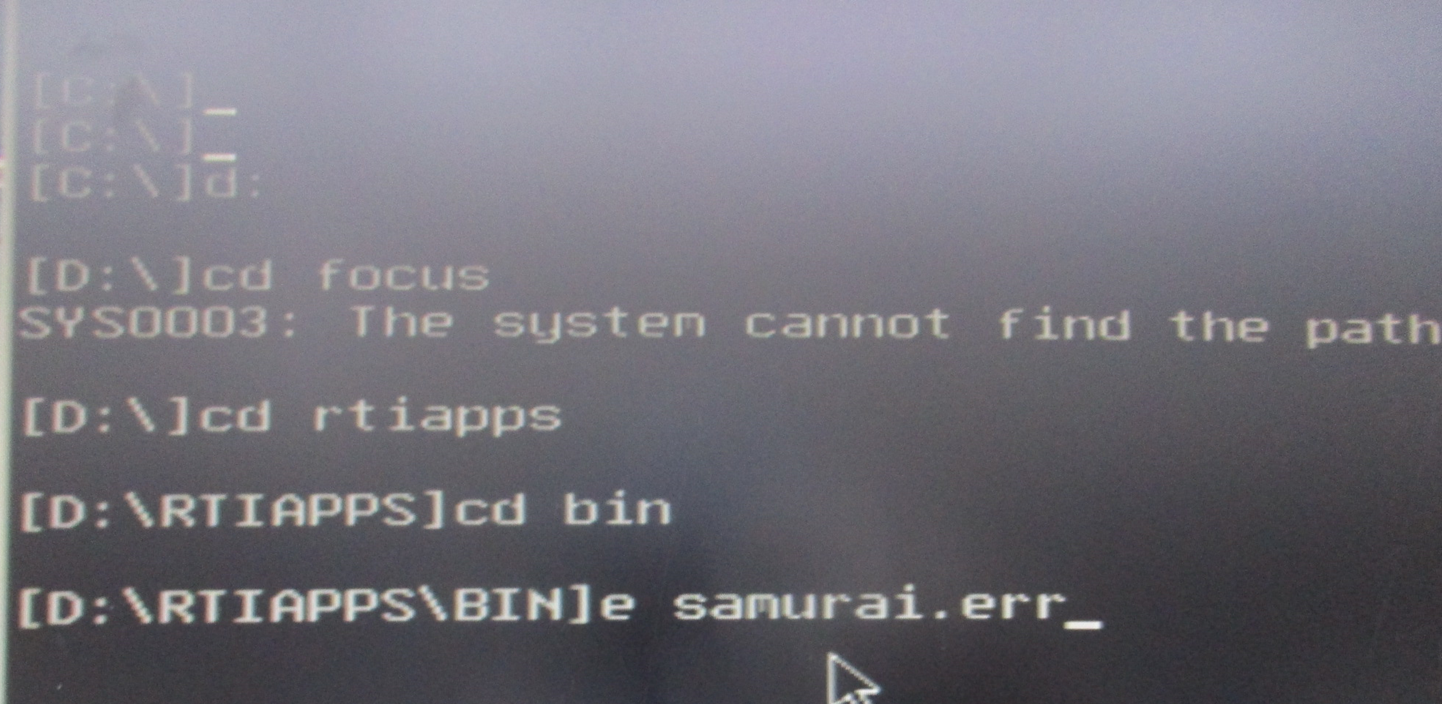 [C:\]_
[C:\]_
[C:\]d:
[D:\]cd focus
SYS0003: The system cannot find the path
[D:\]cd rtiapps
[D:\RTIAPPS]cd bin
[D:\RTIAPPS\BIN]e samurai.err_